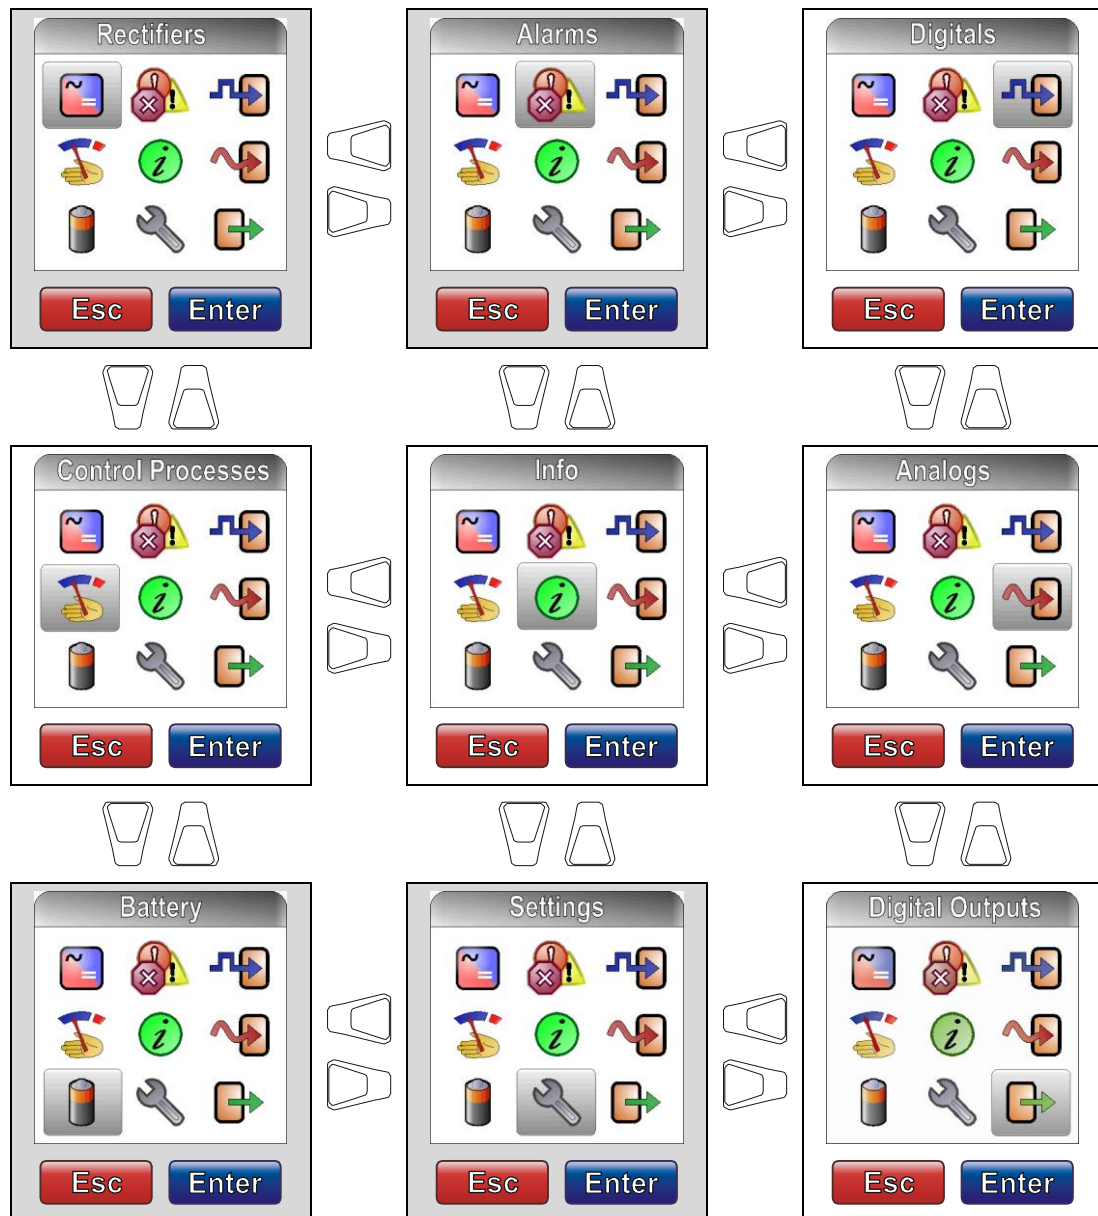 Rectifiers
Alarms
Digitals
Esc Enter
Esc Enter
Esc Enter
Control Processes
Info
Analogs
Esc Enter
Esc Enter
Esc Enter
Battery
Settings
Digital Outputs
Esc Enter
Esc Enter
Esc Enter